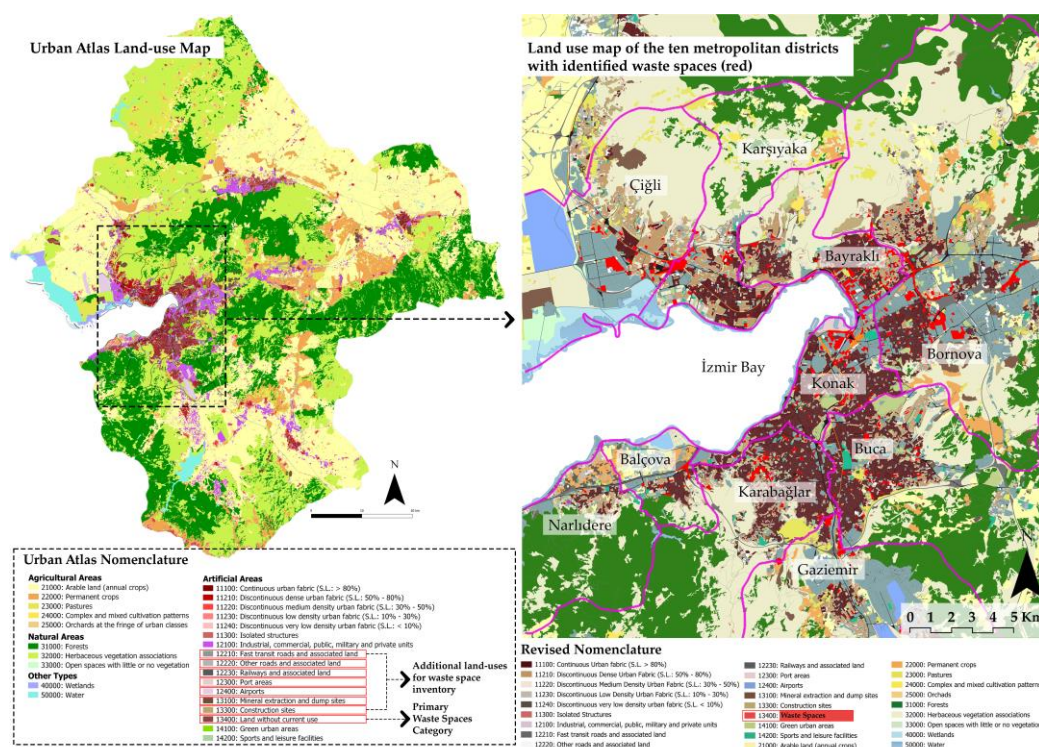 Urban Atlas Land-use Map
N
Urban Atlas Nomenclature
Agricultural Areas
21000: Arable land (annual crops)
22000: Permanent crops
23000: Pastures
24000: Complex and mixed cultivation patterns
25000: Orchards at the fringe of urban classes
Natural Areas
31000: Forests
32000: Herbaceous vegetation associations
33000: Open spaces with little or no vegetation
Other Types
40000: Wetlands
50000: Water
Artificial Areas
11100: Continuous urban fabric (S.L.: > 80%)
11210: Discontinuous dense urban fabric (S.L.: 50% - 80%)
11220: Discontinuous medium density urban fabric (S.L.: 30% - 50%)
11230: Discontinuous low density urban fabric (S.L.: 10% - 30%)
11240: Discontinuous very low density urban fabric (S.L.: < 10%)
11300: Isolated structures
12100: Industrial, commercial, public, military and private units
12210: Fast transit roads and associated land
12220: Other roads and associated land
12230: Railways and associated land
12300: Port areas
12400: Airports
13100: Mineral extraction and dump sites
13300: Construction sites
13400: Land without current use
14100: Green urban areas
14200: Sports and leisure facilities
Additional land-uses
for waste space
inventory
Primary
Waste Spaces
Category
Land use map of the ten metropolitan districts
with identified waste spaces (red)
Karşıyaka
Çiğli
Bayraklı
Bornova
İzmir Bay
Konak
Buca
Balçova
Karabağlar
Narlıdere
Gaziemir
N
0 1 2 3 4 5 Km
Revised Nomenclature
11100: Continuous Urban fabric (S.L. > 80%)
11210: Discontinuous Dense Urban fabric (S.L. : 50% - 80%)
11220: Discontinuous Medium Density Urban fabric (S.L. : 30% - 50%)
11230: Discontinuous Low Density Urban fabric (S.L. : 10% - 30%)
11240: Discontinuous very low density urban fabric (S.L. < 10%)
11300: Isolated Structures
12100: Industrial, commercial, public, military and private units
12210: Fast transit roads and associated land
12220: Other roads and associated land
12230: Railways and associated land
12300: Port areas
12400: Airports
13100: Mineral extraction and dump sites
13300: Construction sites
13400: Waste Spaces
14100: Green urban areas
14200: Sports and leisure facilities
21000: Arable land (annual crops)
22000: Permanent crops
23000: Pastures
24000: Complex and mixed cultivation patterns
25000: Orchads
31000: Forests
32000: Herbaceous vegetation associations
33000: Open spaces with little or no vegetation
40000: Wetlands
50000: Water